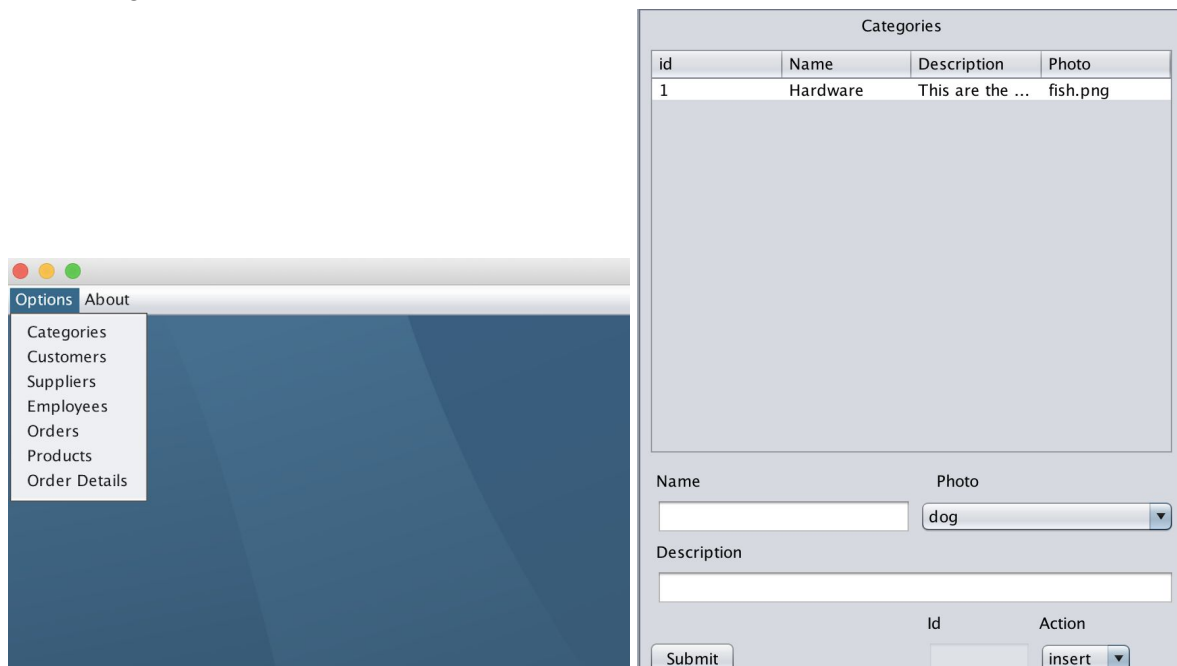 Options About
Categories
Customers
Suppliers
Employees
Orders
Products
Order Details
Categories
id Name Description Photo
1 Hardware This are the ... fish.png
Name Photo
dog
Description
Id Action
Submit insert